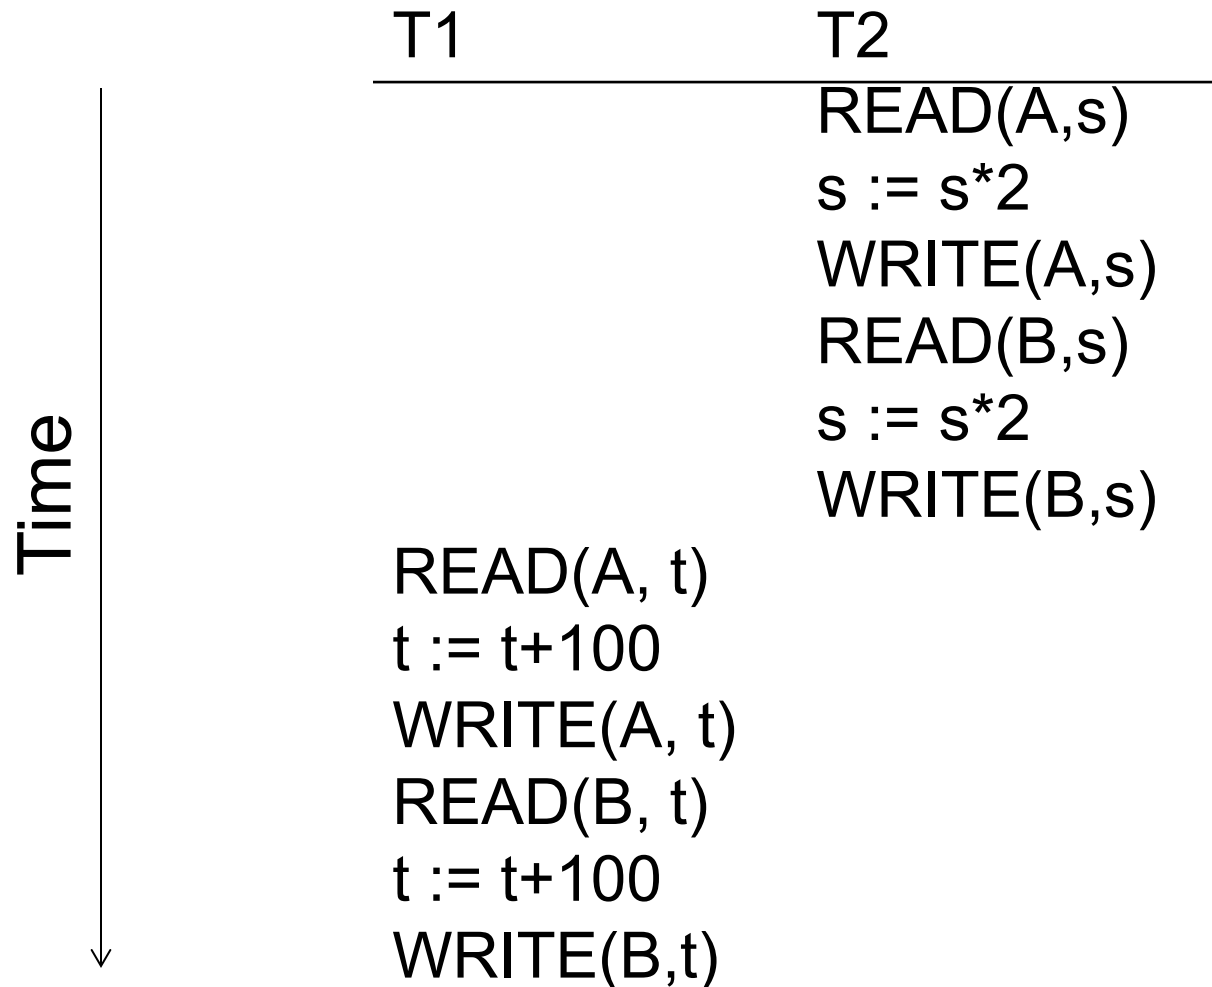 T1 T2
READ(A,s)
s := s*2
WRITE(A,s)
READ(B,s)
s := s*2
WRITE(B,s)
READ(A, t)
t := t+100
WRITE(A, t)
READ(B, t)
t := t+100
WRITE(B,t)
Time